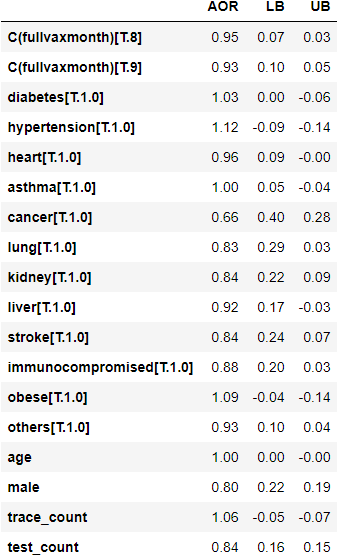 AOR LB UB
C(fullvaxmonth)[T.8] 0.95 0.07 0.03
C(fullvaxmonth)[T.9] 0.93 0.10 0.05
diabetes[T.1.0] 1.03 0.00 -0.06
hypertension[T.1.0] 1.12 -0.09 -0.14
heart[T.1.0] 0.96 0.09 -0.00
asthma[T.1.0] 1.00 0.05 -0.04
cancer[T.1.0] 0.66 0.40 0.28
lung[T.1.0] 0.83 0.29 0.03
kidney[T.1.0] 0.84 0.22 0.09
liver[T.1.0] 0.92 0.17 -0.03
stroke[T.1.0] 0.84 0.24 0.07
immunocompromised[T.1.0] 0.88 0.20 0.03
obese[T.1.0] 1.09 -0.04 -0.14
others[T.1.0] 0.93 0.10 0.04
age 1.00 0.00 -0.00
male 0.80 0.22 0.19
trace_count 1.06 -0.05 -0.07
test_count 0.84 0.16 0.15